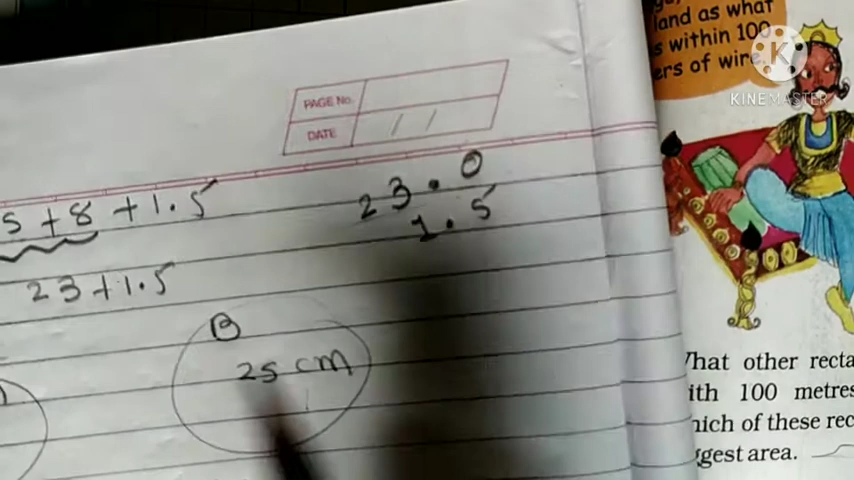 land as what
s within 100
ers of wire.
K
KINEMASTER
PAGE No.
DATE / /
5 + 8 + 1.5
23.0
1.5
23 + 1.5
B
25 cm
What other recta
ith 100 metres
hich of these rec
ggest area.